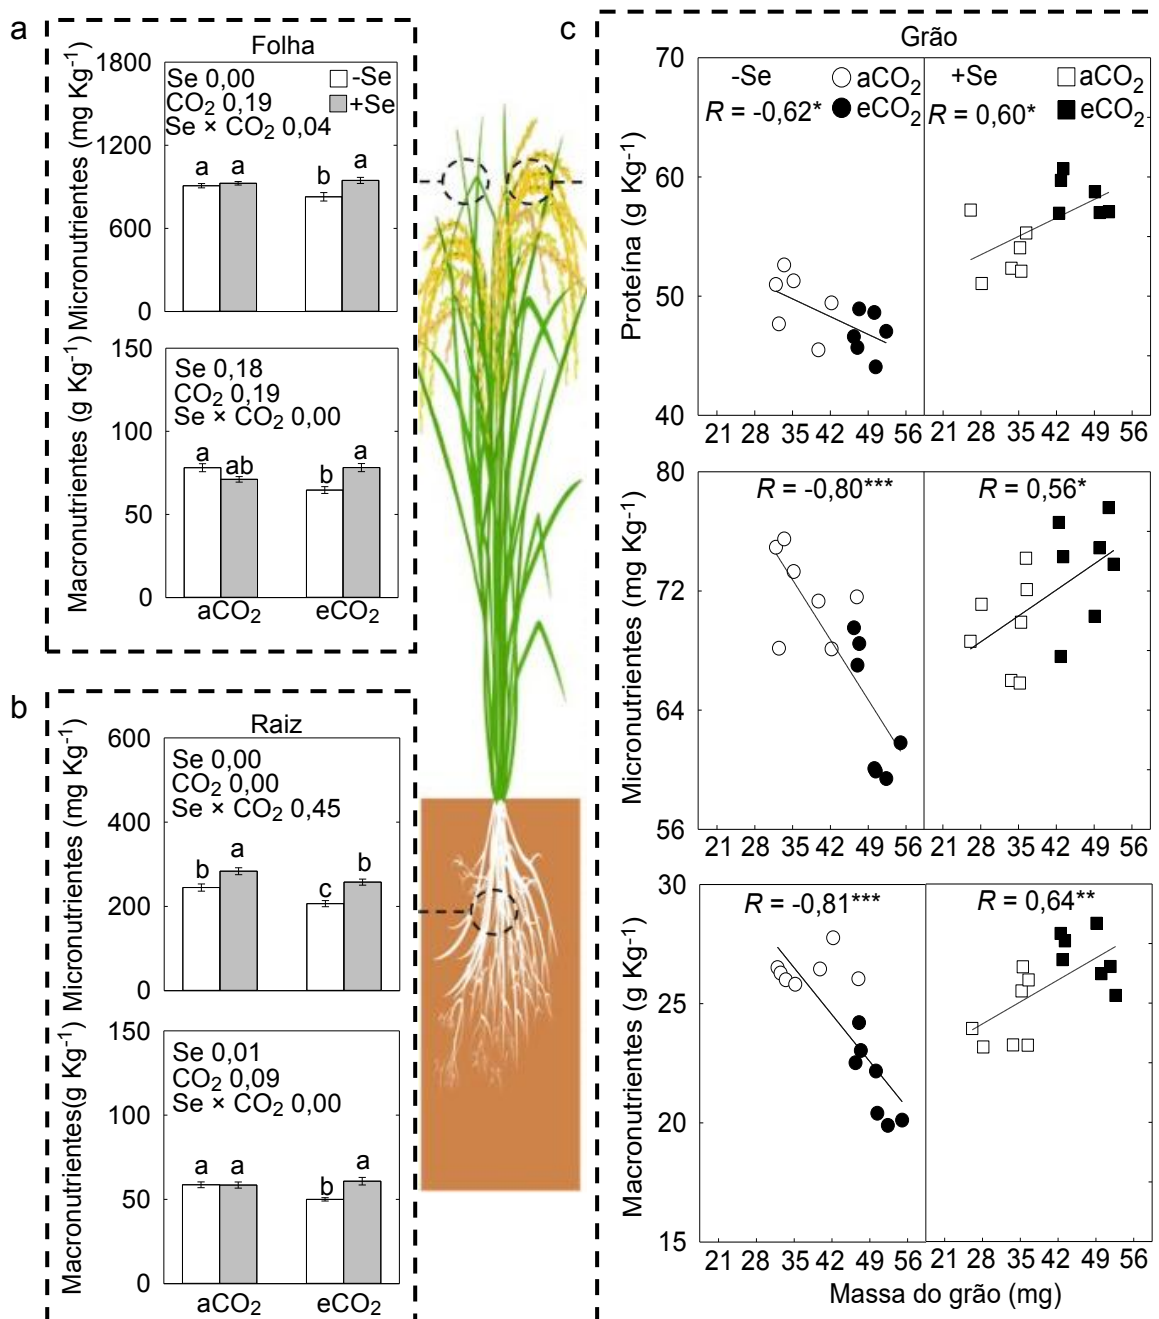 a
Folha
Micronutrientes (mg Kg-1)
1800
1200
600
0
Se 0,00
CO2 0,19
Se × CO2 0,04
-Se
+Se
a a b a
Macronutrientes (g Kg-1)
150
100
50
0
Se 0,18
CO2 0,19
Se × CO2 0,00
a ab b a
aCO2 eCO2
b
Raiz
Micronutrientes (mg Kg-1)
600
400
200
0
Se 0,00
CO2 0,00
Se × CO2 0,45
b a c b
Macronutrientes(g Kg-1)
150
100
50
0
Se 0,01
CO2 0,09
Se × CO2 0,00
a a b a
aCO2 eCO2
c
Grão
Proteína (g Kg-1)
70
60
50
40
-Se
aCO2
eCO2
R = -0,62*
+Se
aCO2
eCO2
R = 0,60*
21 28 35 42 49 56 21 28 35 42 49 56
Micronutrientes (mg Kg-1)
80
72
64
56
R = -0,80***
R = 0,56*
21 28 35 42 49 56 21 28 35 42 49 56
Macronutrientes (g Kg-1)
30
25
20
15
R = -0,81***
R = 0,64**
21 28 35 42 49 56 21 28 35 42 49 56
Massa do grão (mg)